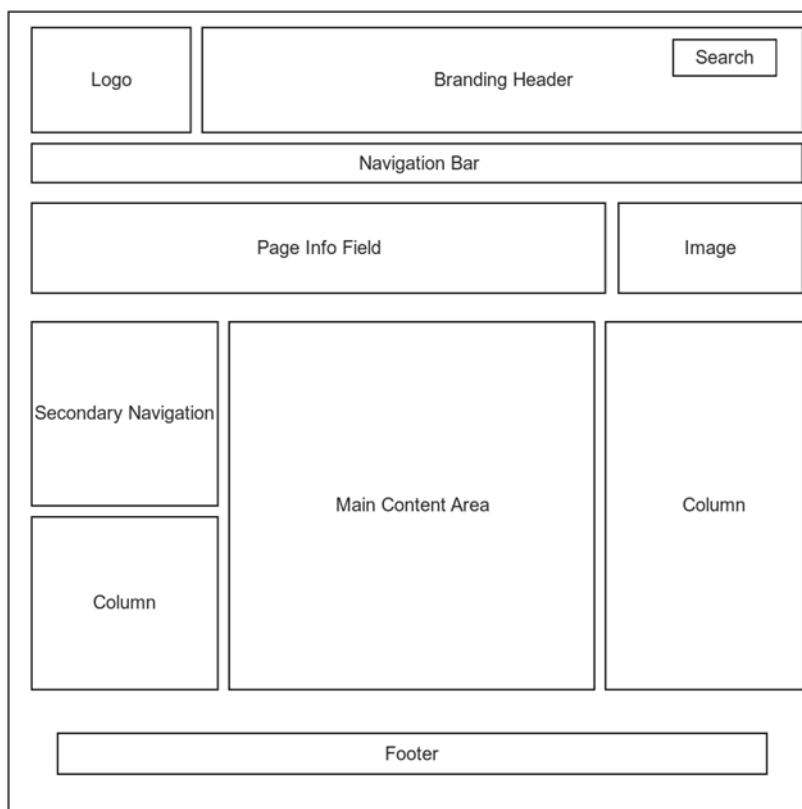 Logo
Branding Header
Search
Navigation Bar
Page Info Field
Image
Secondary Navigation
Main Content Area
Column
Column
Footer